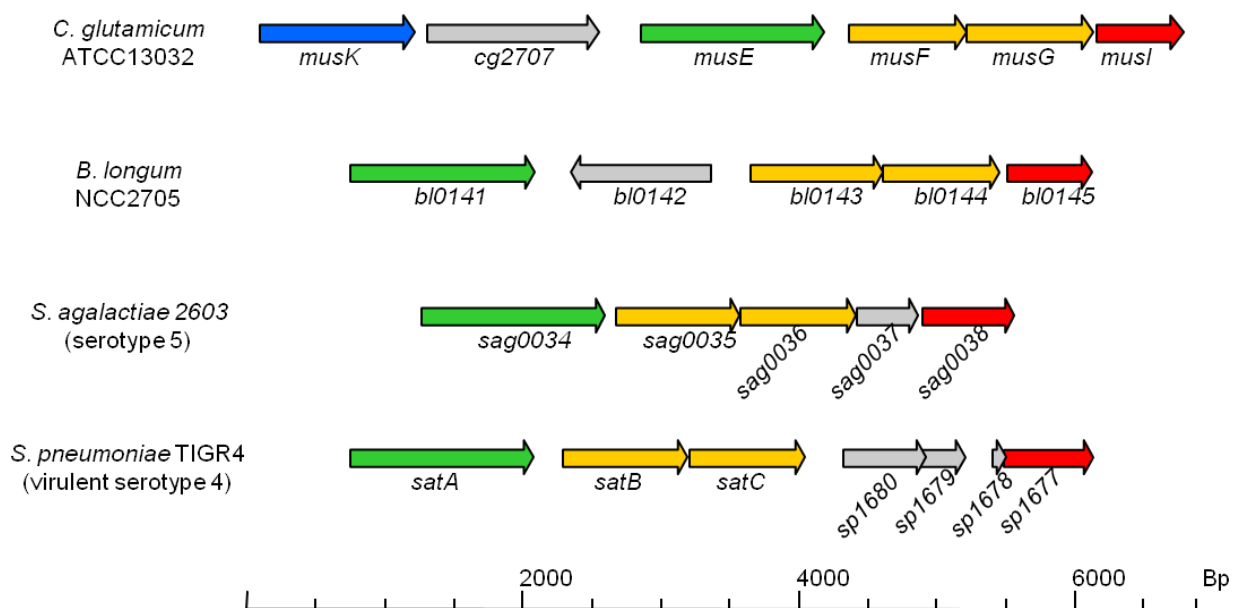 C. glutamicum
ATCC13032
musK cg2707 musE musF musG musI
B. longum
NCC2705
bl0141 bl0142 bl0143 bl0144 bl0145
S. agalactiae 2603
(serotype 5)
sag0034 sag0035 sag0036 sag0037 sag0038
S. pneumoniae TIGR4
(virulent serotype 4)
satA satB satC sp1680 sp1679 sp1678 sp1677
2000 4000 6000 Bp